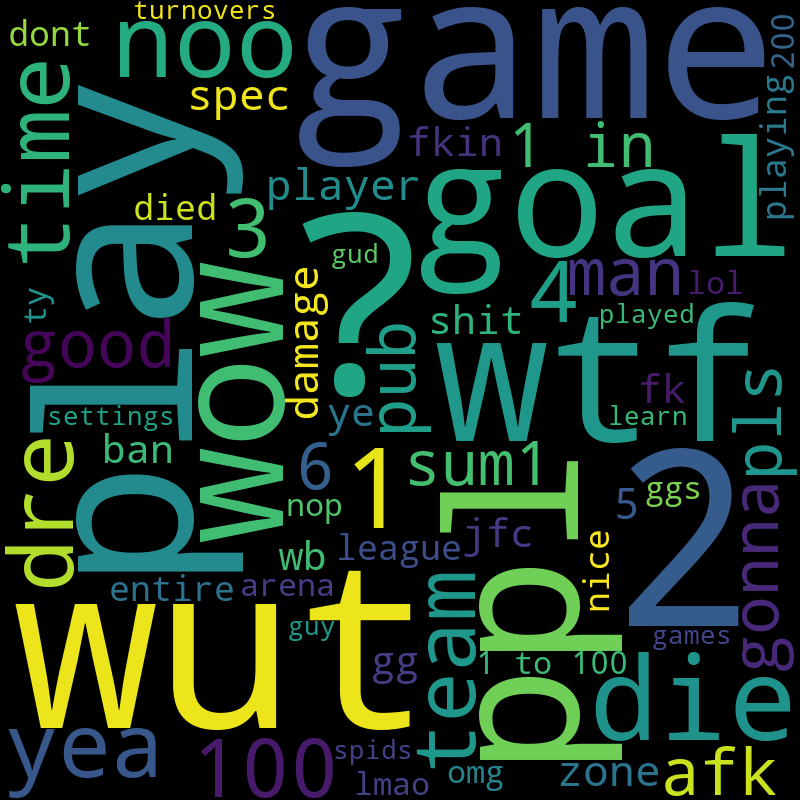 turnovers
dont
noo
game
200
playing
time
play
spec
fkin
1 in
player
goal
died
3
?
gud
man
lol
4
ty
wow
damage
good
shit
played
pub
wtf
pls
fk
settings
ye
learn
ban
dre
6
1
sum1
ppl
2
ggs
5
gonna
nop
jfc
wb
league
nice
entire
arena
wut
guy
team
games
gg
1 to 100
die
yea
100
spids
lmao
omg
zone
afk